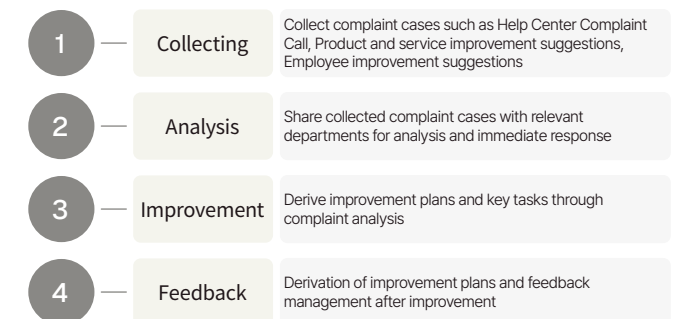 1
Collecting
Collect complaint cases such as Help Center Complaint
Call, Product and service improvement suggestions,
Employee improvement suggestions
2
Analysis
Share collected complaint cases with relevant
departments for analysis and immediate response
3
Improvement
Derive improvement plans and key tasks through
complaint analysis
4
Feedback
Derivation of improvement plans and feedback
management after improvement